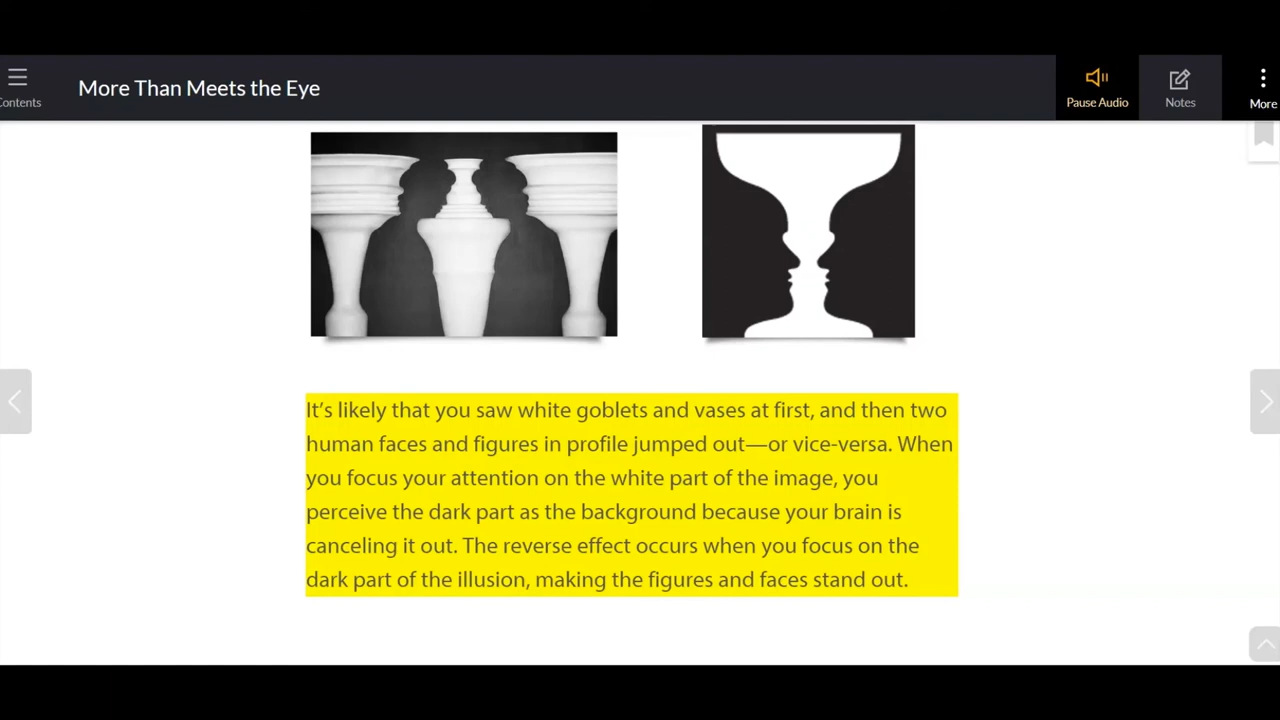 More Than Meets the Eye
Contents
Pause Audio
Notes
More
It’s likely that you saw white goblets and vases at first, and then two
human faces and figures in profile jumped out—or vice-versa. When
you focus your attention on the white part of the image, you
perceive the dark part as the background because your brain is
canceling it out. The reverse effect occurs when you focus on the
dark part of the illusion, making the figures and faces stand out.